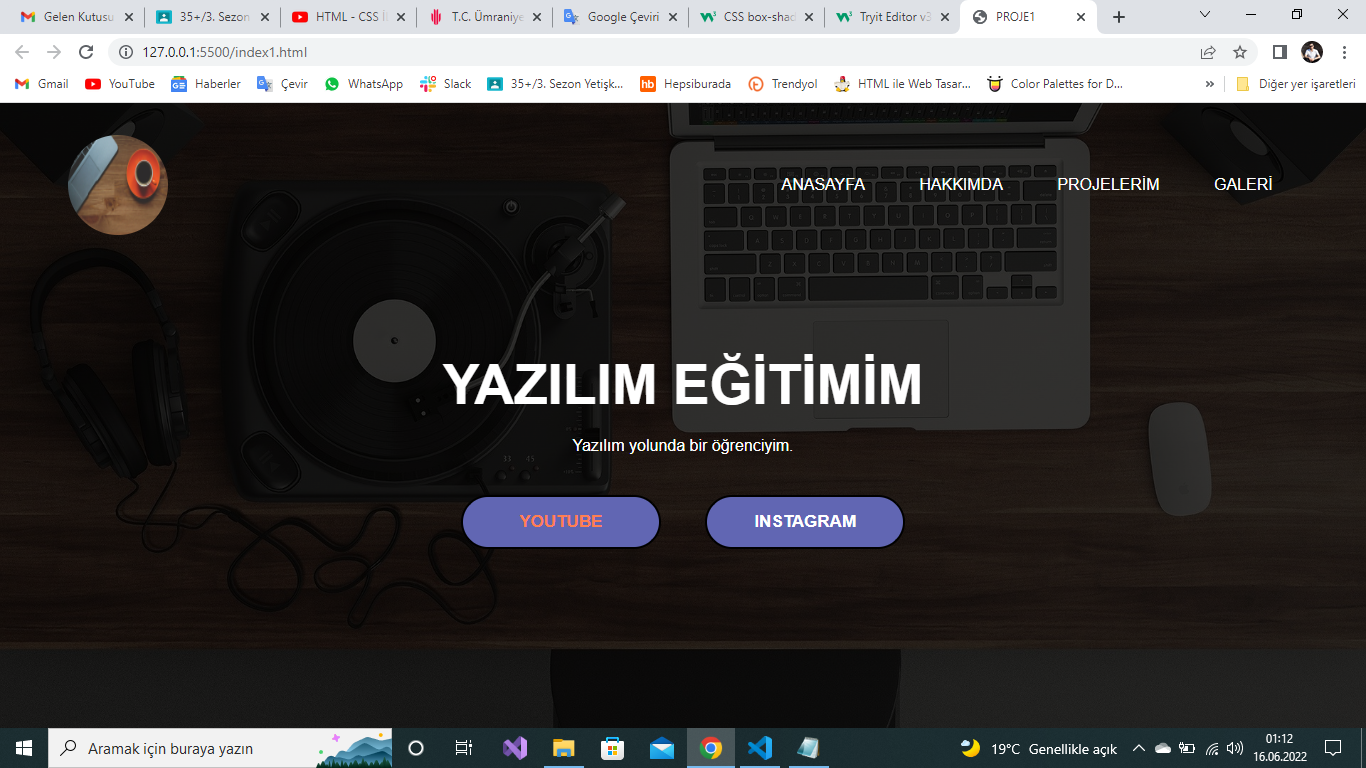 Gelen Kutusu
35+/3. Sezon
HTML - CSS İ
T.C. Ümraniye
Google Çeviri
CSS box-shad
Tryit Editor v3
PROJE1
127.0.0.1:5500/index1.html
Gmail
YouTube
Haberler
Çevir
WhatsApp
Slack
35+/3. Sezon Yetişk...
hb Hepsiburada
Trendyol
HTML ile Web Tasar...
Color Palettes for D...
»
Diğer yer işaretleri
ANASAYFA
HAKKIMDA
PROJELERİM
GALERİ
YAZILIM EĞİTİMİM
Yazılım yolunda bir öğrenciyim.
YOUTUBE
INSTAGRAM
Aramak için buraya yazın
19°C Genellikle açık
01:12
16.06.2022